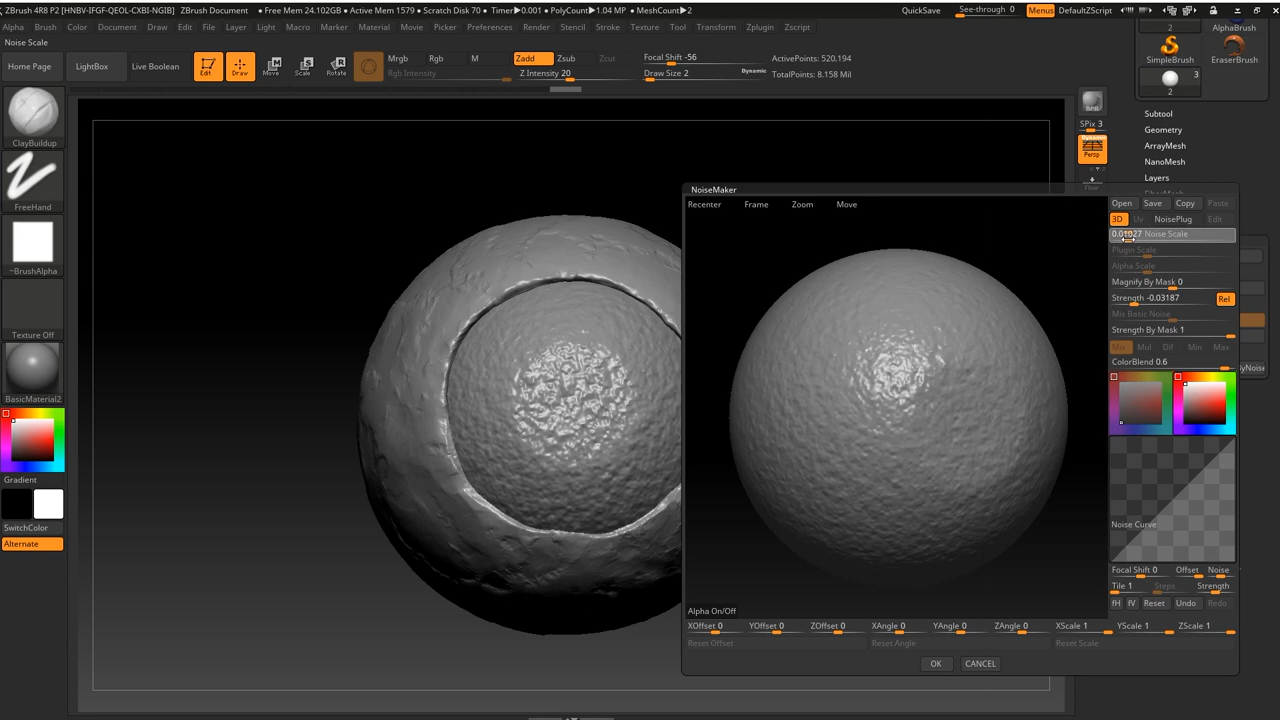 ZBrush 4R8 P2 [HNBV-IFGF-QEOL-CXBI-NGIB] ZBrush Document • Free Mem 24.102GB • Active Mem 1579 • Scratch Disk 70 • Timer▶0.001 • PolyCount▶1.04 MP • MeshCount▶2 QuickSave See-through 0 Menus DefaultZScript
Alpha Brush Color Document Draw Edit File Layer Light Macro Marker Material Movie Picker Preferences Render Stencil Stroke Texture Tool Transform Zplugin Zscript
Noise Scale
Home Page LightBox Live Boolean Edit Draw Move Scale Rotate
Mrgb Rgb M Zadd Zsub Zcut Focal Shift -56 ActivePoints: 520,194
Rgb Intensity Z Intensity 20 Draw Size 2 Dynamic TotalPoints: 8.158 Mil
ClayBuildup
FreeHand
~BrushAlpha
Texture Off
BasicMaterial2
Gradient
SwitchColor
Alternate
BPR
SPix 3
Dynamic
Persp
Floor
2 AlphaBrush
SimpleBrush EraserBrush
3
2
Subtool
Geometry
ArrayMesh
NanoMesh
Layers
NoiseMaker
Recenter Frame Zoom Move
Open Save Copy Paste
3D Uv NoisePlug Edit
Noise Scale
Plugin Scale
Alpha Scale
Magnify By Mask 0
Strength -0.03187 Rel
Mix Basic Noise
Strength By Mask 1
Mix Mul Dif Min Max
ColorBlend 0.6
Noise Curve
Focal Shift 0 Offset Noise
Tile 1 Steps Strength
fH fV Reset Undo Redo
Alpha On/Off
XOffset 0 YOffset 0 ZOffset 0 XAngle 0 YAngle 0 ZAngle 0 XScale 1 YScale 1 ZScale 1
Reset Offset Reset Angle Reset Scale
OK CANCEL